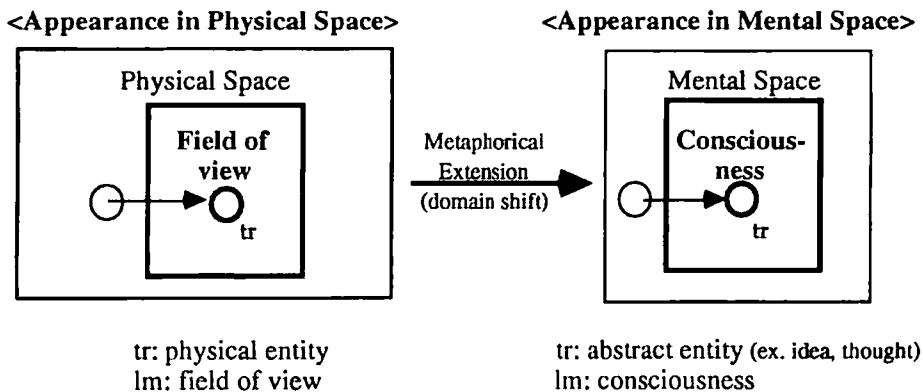 <Appearance in Physical Space>
<Appearance in Mental Space>
Physical Space
Field of
view
tr
Metaphorical
Extension
(domain shift)
Mental Space
Conscious-
ness
tr
tr: physical entity
lm: field of view
tr: abstract entity (ex. idea, thought)
lm: consciousness